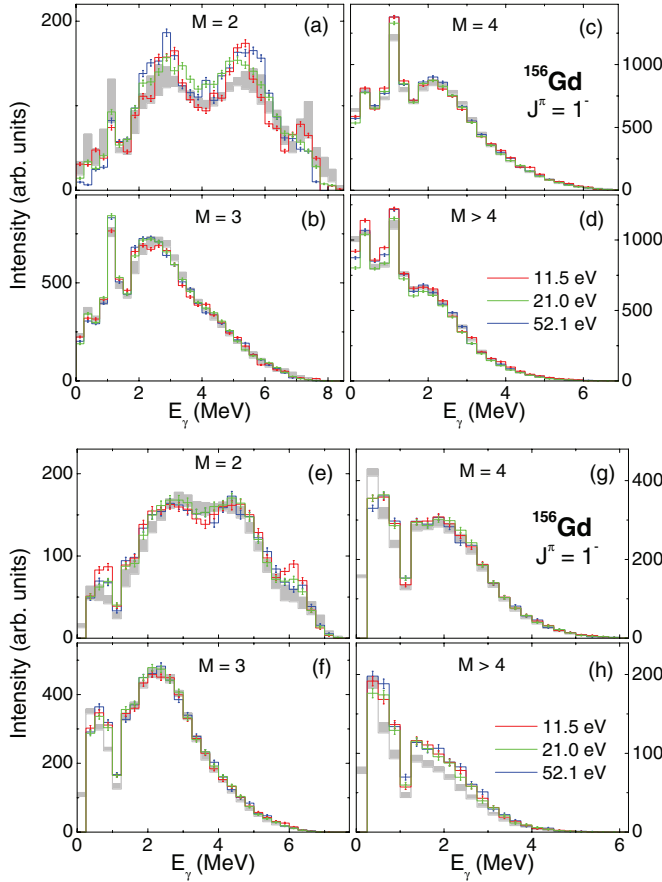 M = 2 (a)
200
100
0
M = 4 (c)
156Gd
Jπ = 1-
1000
500
0
Intensity (arb. units)
M = 3 (b)
500
0
0 2 4 6 8
Eγ (MeV)
M > 4 (d)
11.5 eV
21.0 eV
52.1 eV
1000
500
0
0 2 4 6
Eγ (MeV)
M = 2 (e)
200
100
0
M = 4 (g)
156Gd
Jπ = 1-
400
200
0
Intensity (arb. units)
M = 3 (f)
400
200
0
0 2 4 6
Eγ (MeV)
M > 4 (h)
11.5 eV
21.0 eV
52.1 eV
200
100
0
0 2 4 6
Eγ (MeV)